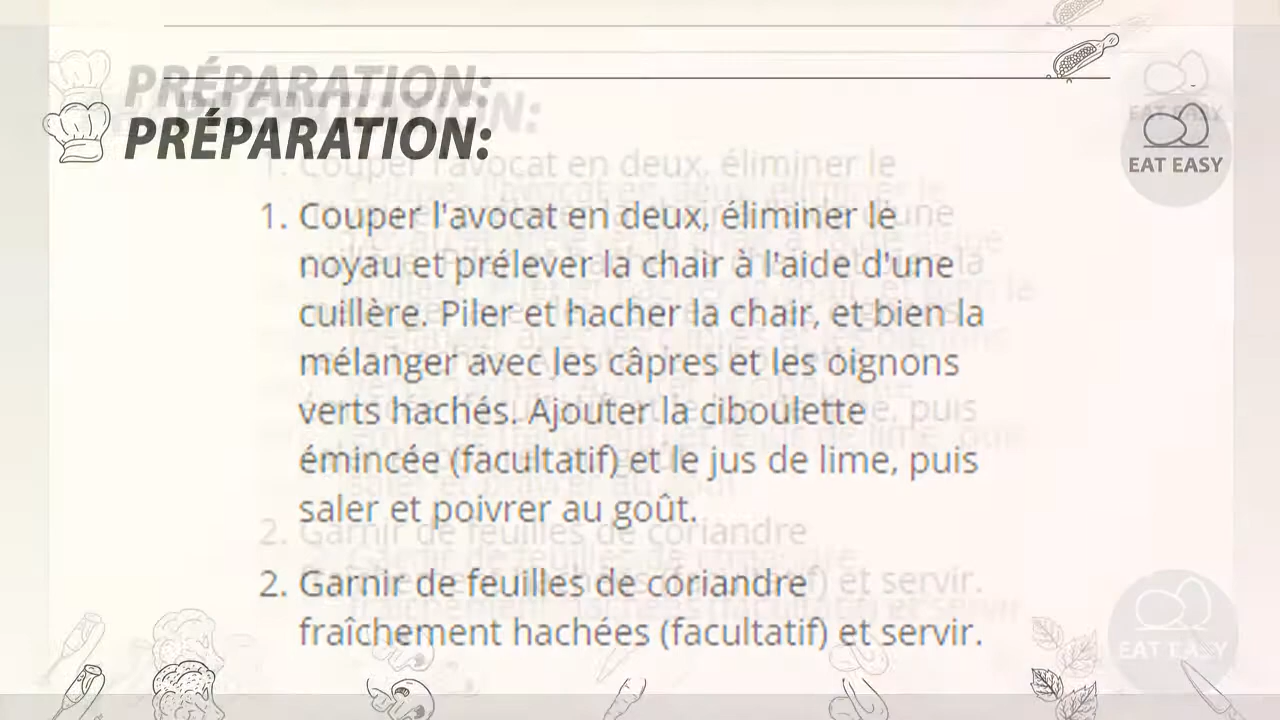 PRÉPARATION:
EAT EASY
1. Couper l'avocat en deux, éliminer le
noyau et prélever la chair à l'aide d'une
cuillère. Piler et hacher la chair, et bien la
mélanger avec les câpres et les oignons
verts hachés. Ajouter la ciboulette
émincée (facultatif) et le jus de lime, puis
saler et poivrer au goût.
2. Garnir de feuilles de coriandre
fraîchement hachées (facultatif) et servir.
EAT EASY